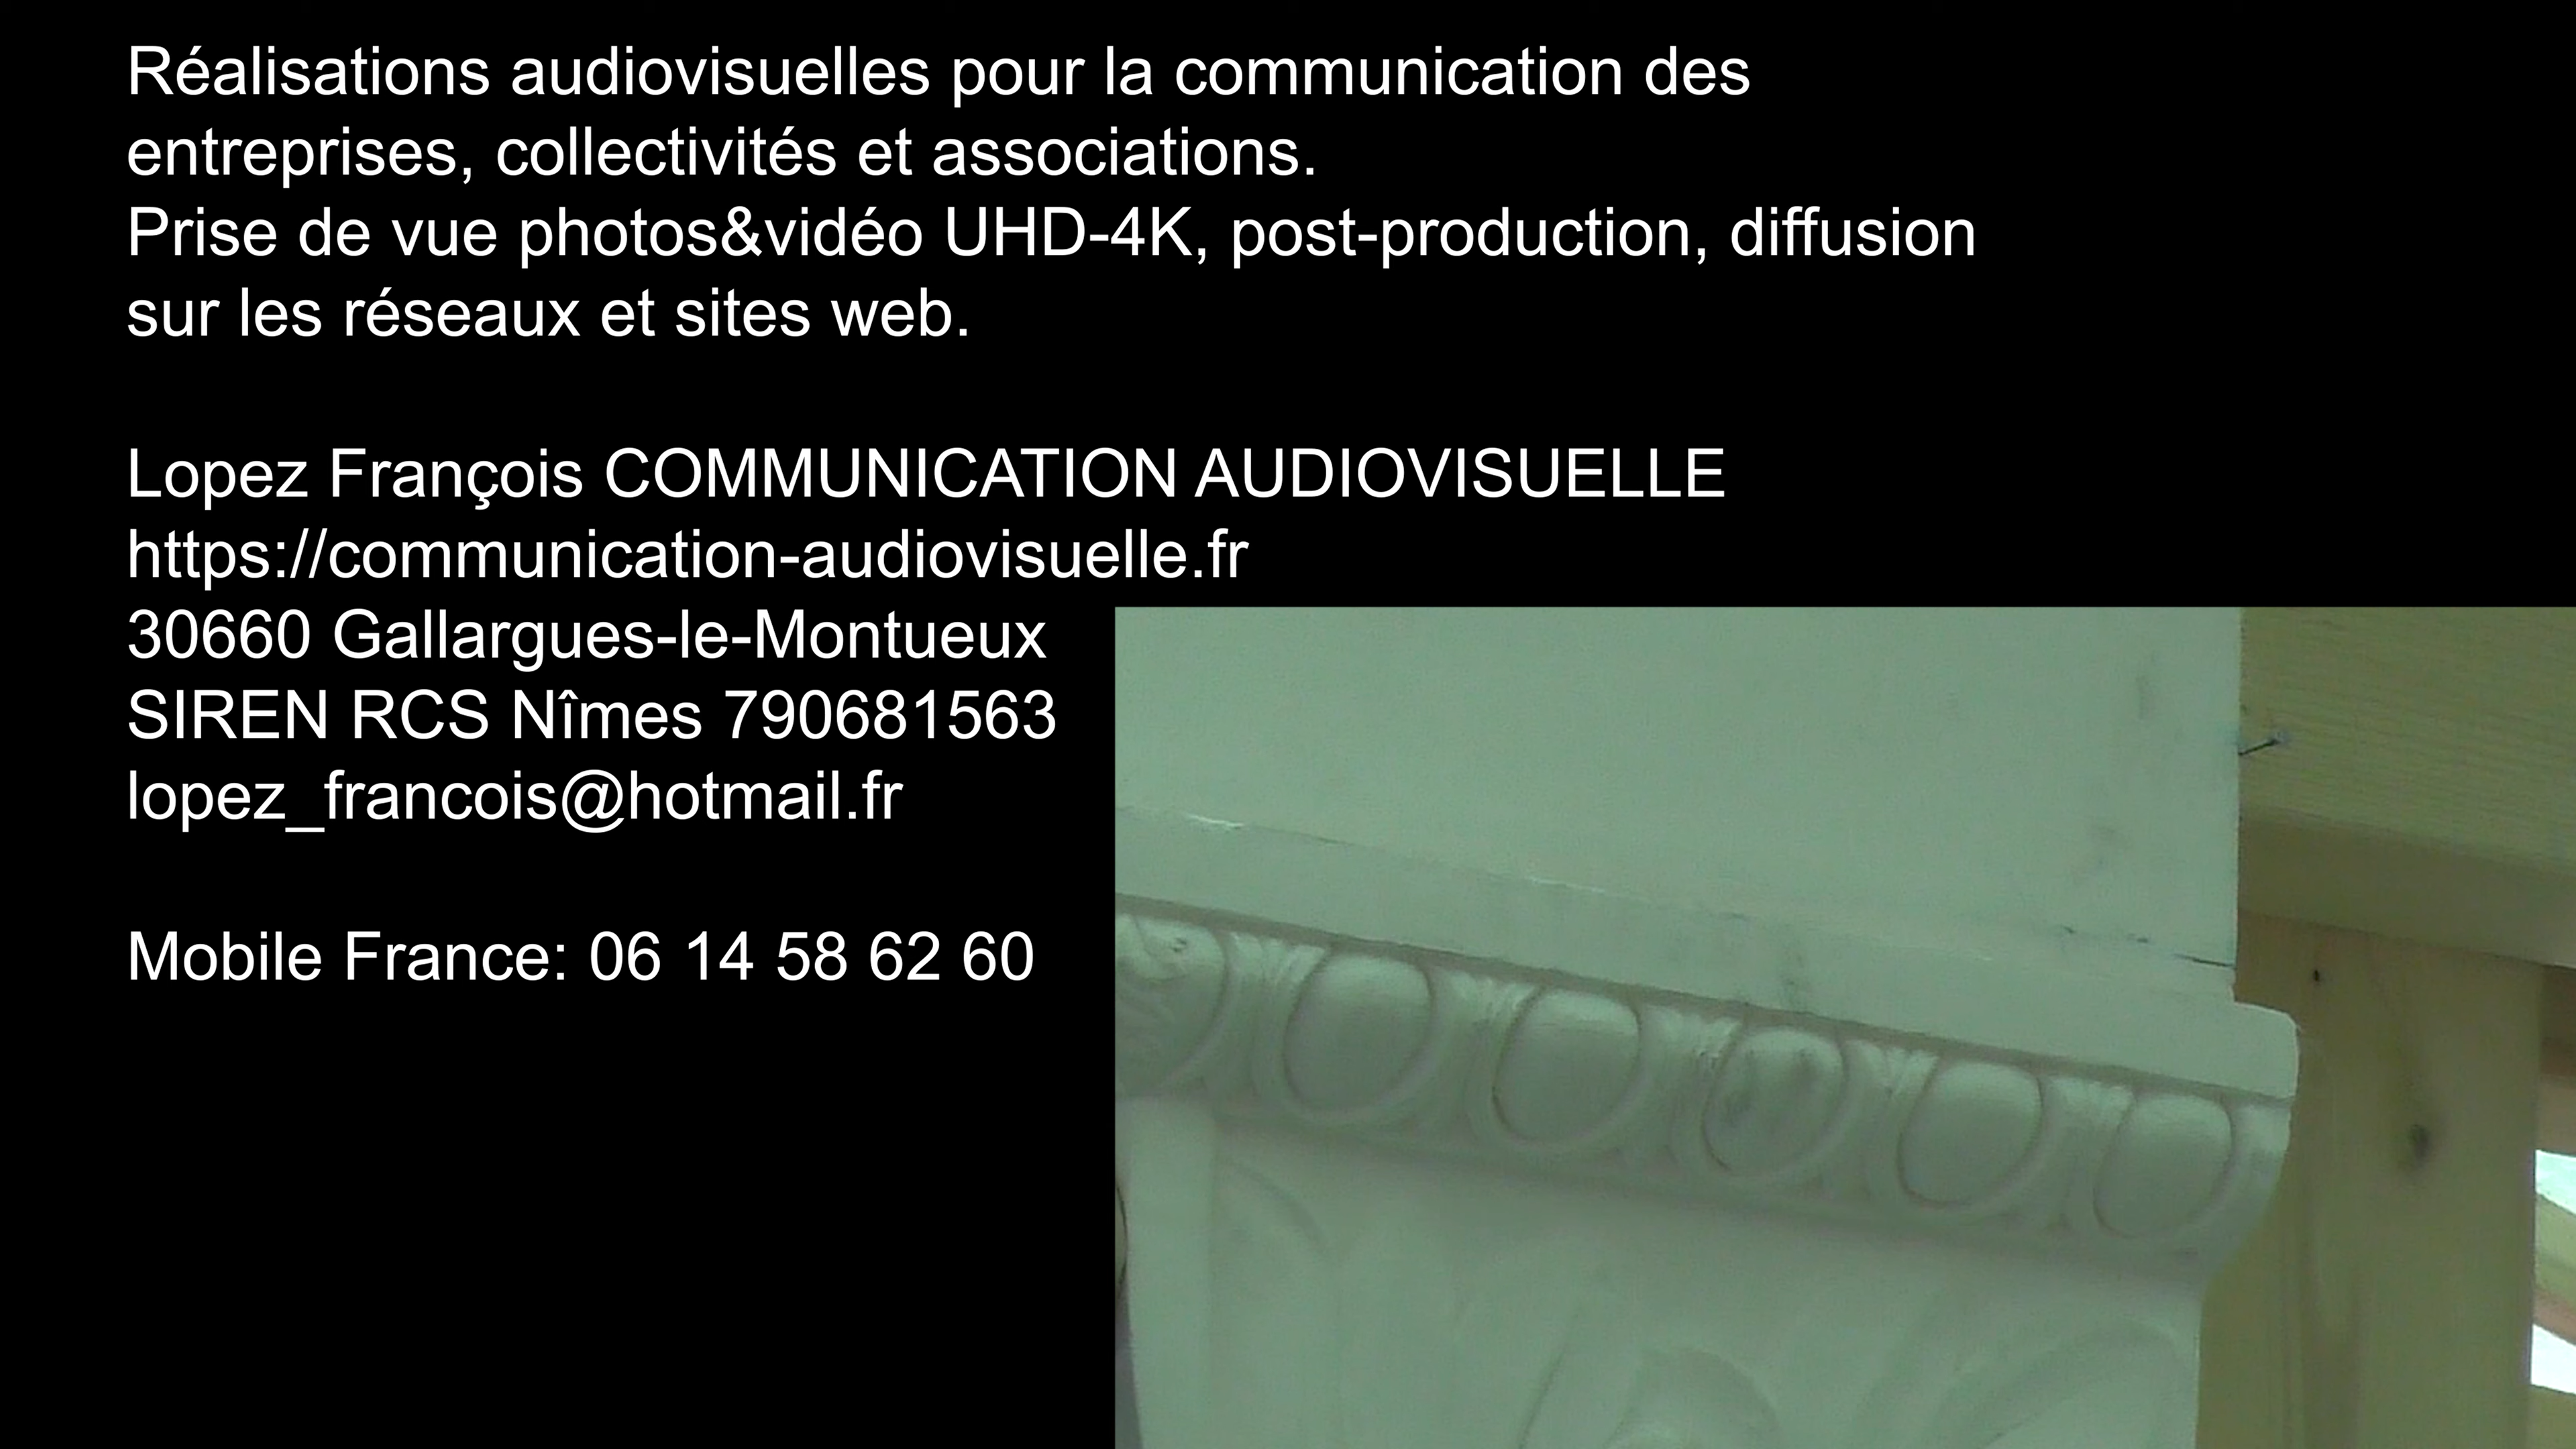 Réalisations audiovisuelles pour la communication des
entreprises, collectivités et associations.
Prise de vue photos&vidéo UHD-4K, post-production, diffusion
sur les réseaux et sites web.
Lopez François COMMUNICATION AUDIOVISUELLE
https://communication-audiovisuelle.fr
30660 Gallargues-le-Montueux
SIREN RCS Nîmes 790681563
lopez_francois@hotmail.fr
Mobile France: 06 14 58 62 60